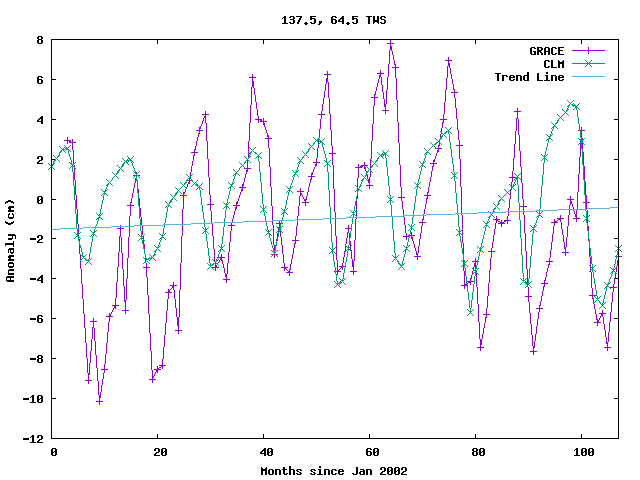 137.5, 64.5 TWS
GRACE
CLM
Trend Line
8
6
4
2
0
-2
-4
-6
-8
-10
-12
Anomaly (cm)
0 20 40 60 80 100
Months since Jan 2002